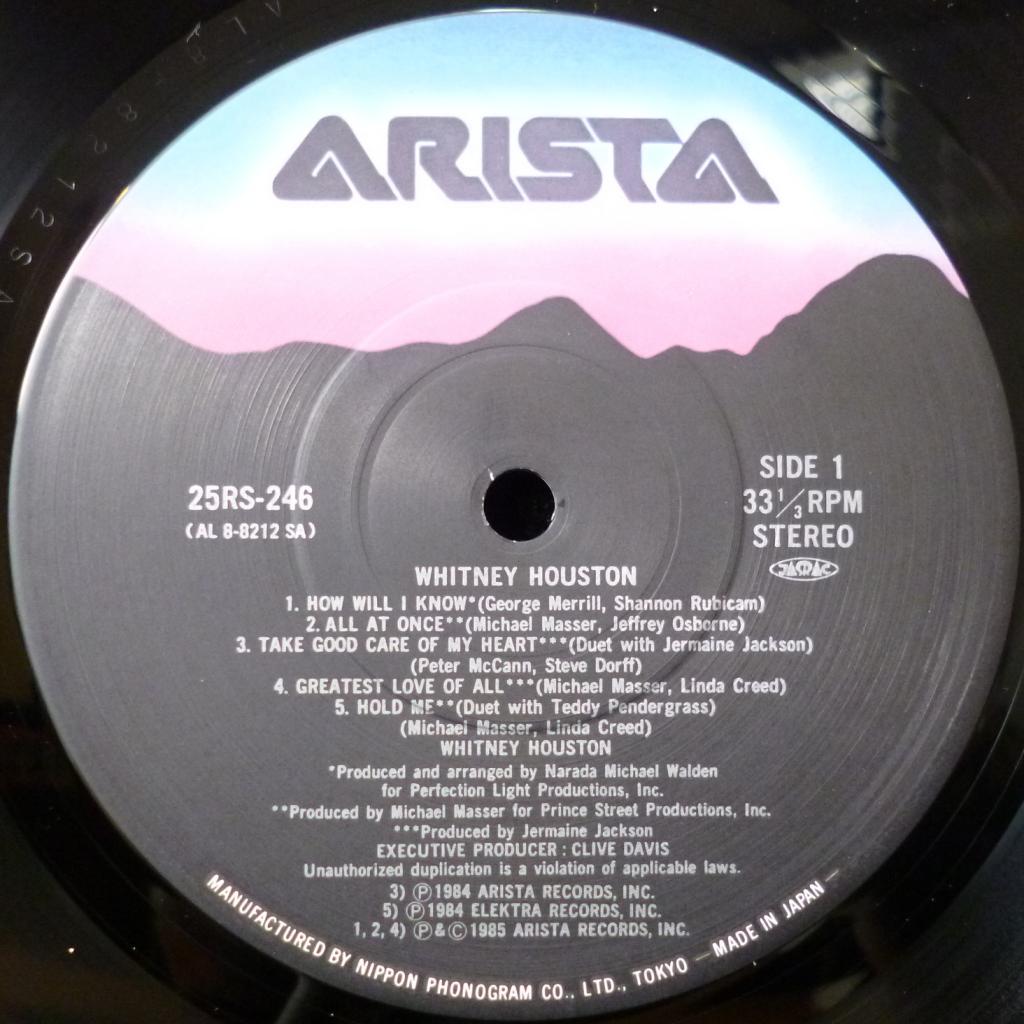 ARISTA
25RS-246
(AL 8-8212 SA)
SIDE 1
33 1/3 RPM
STEREO
JASRAC
WHITNEY HOUSTON
1. HOW WILL I KNOW*(George Merrill, Shannon Rubicam)
2. ALL AT ONCE**(Michael Masser, Jeffrey Osborne)
3. TAKE GOOD CARE OF MY HEART***(Duet with Jermaine Jackson)
(Peter McCann, Steve Dorff)
4. GREATEST LOVE OF ALL***(Michael Masser, Linda Creed)
5. HOLD ME**(Duet with Teddy Pendergrass)
(Michael Masser, Linda Creed)
WHITNEY HOUSTON
*Produced and arranged by Narada Michael Walden
for Perfection Light Productions, Inc.
**Produced by Michael Masser for Prince Street Productions, Inc.
***Produced by Jermaine Jackson
EXECUTIVE PRODUCER : CLIVE DAVIS
Unauthorized duplication is a violation of applicable laws.
3) Ⓟ 1984 ARISTA RECORDS, INC.
5) Ⓟ 1984 ELEKTRA RECORDS, INC.
1, 2, 4) Ⓟ & © 1985 ARISTA RECORDS, INC.
MANUFACTURED BY NIPPON PHONOGRAM CO., LTD., TOKYO — MADE IN JAPAN —